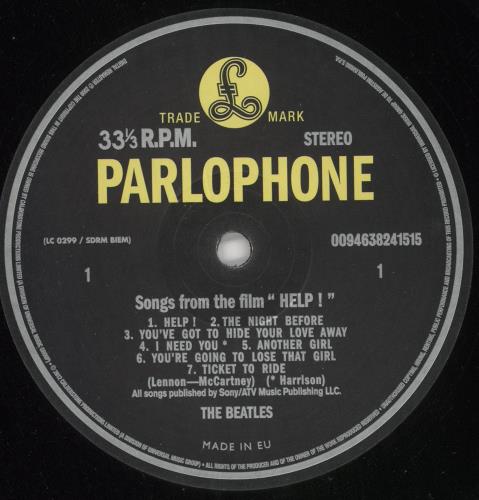 TRADE MARK
33⅓ R.P.M. STEREO
PARLOPHONE
(LC 0299 / SDRM BIEM) 0094638241515
1 1
Songs from the film “ HELP ! ”
1. HELP ! 2. THE NIGHT BEFORE
3. YOU'VE GOT TO HIDE YOUR LOVE AWAY
4. I NEED YOU * 5. ANOTHER GIRL
6. YOU'RE GOING TO LOSE THAT GIRL
7. TICKET TO RIDE
(Lennon—McCartney) (* Harrison)
All songs published by Sony/ATV Music Publishing LLC.
THE BEATLES
MADE IN EU